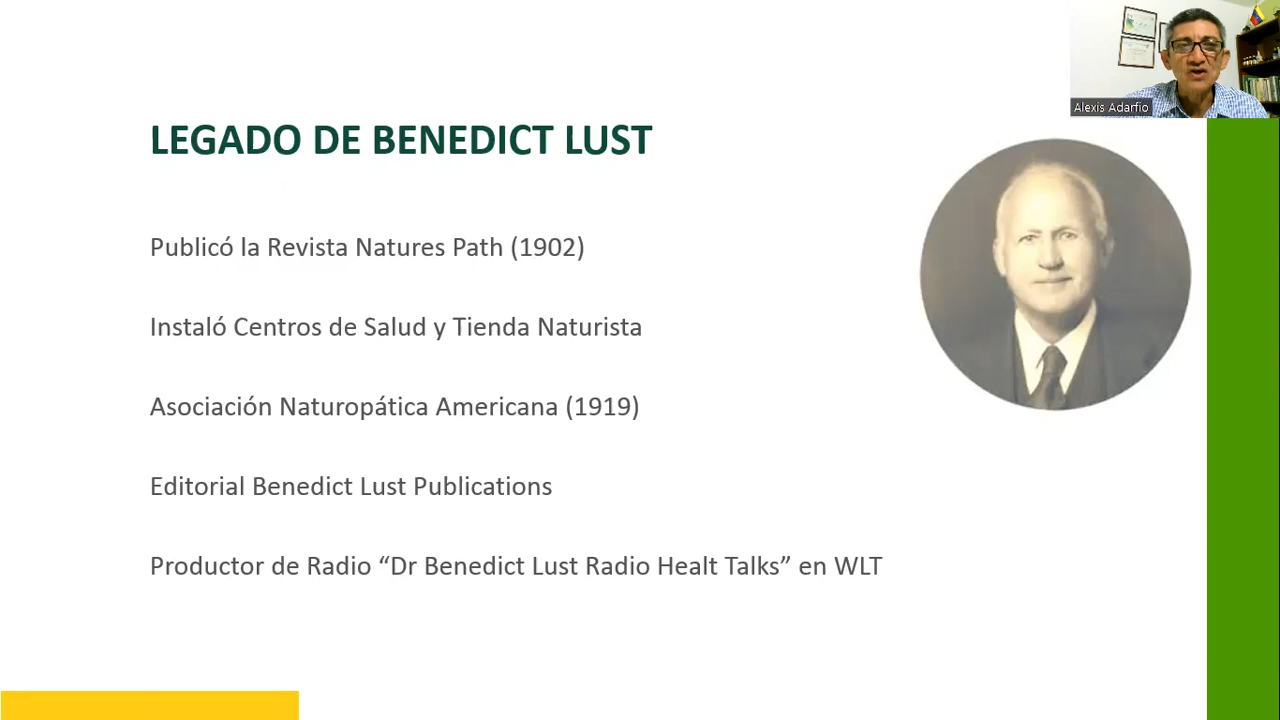 Alexis Adarfio
LEGADO DE BENEDICT LUST
Publicó la Revista Natures Path (1902)
Instaló Centros de Salud y Tienda Naturista
Asociación Naturopática Americana (1919)
Editorial Benedict Lust Publications
Productor de Radio “Dr Benedict Lust Radio Healt Talks” en WLT